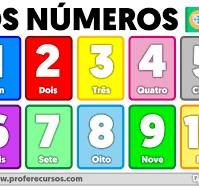 OS NÚMEROS
2 3 4 5
Dois Três Quatro
6 7 8 9 1
Sete Oito Nove
www.proferecursos.com